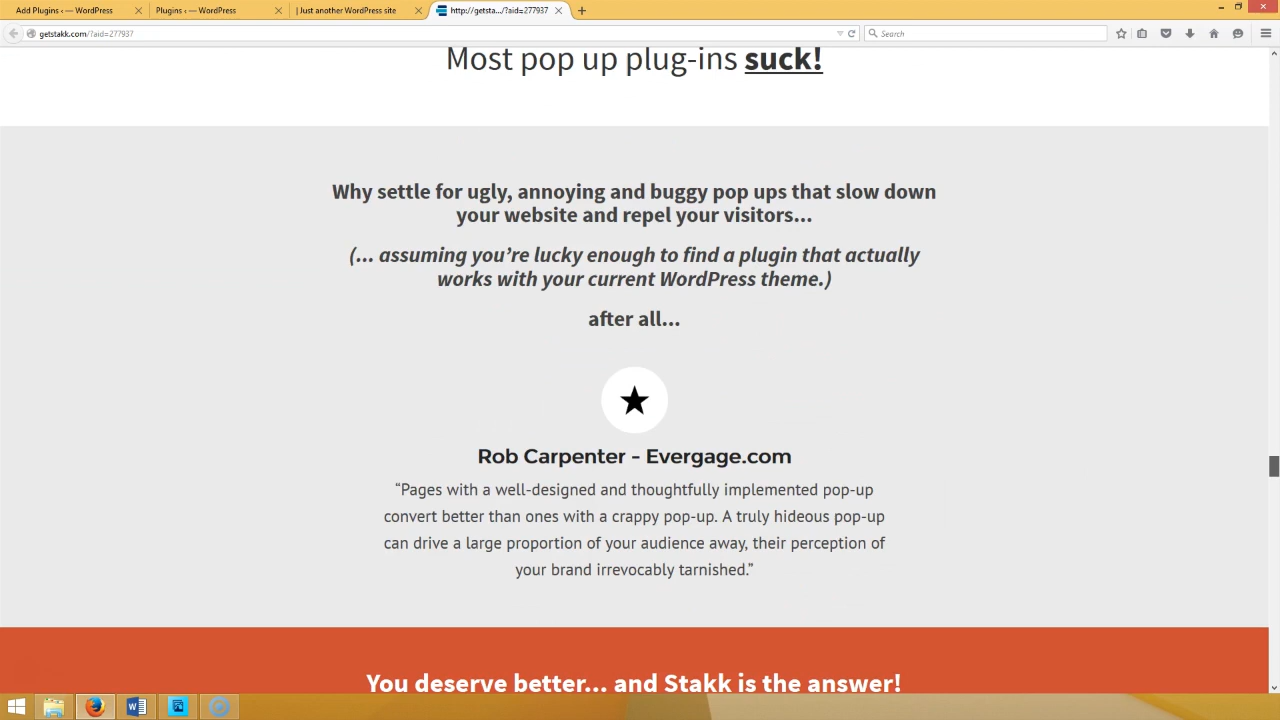 Add Plugins ‹ — WordPress
Plugins ‹ — WordPress
| Just another WordPress site
http://getsta.../?aid=277937
getstakk.com/?aid=277937
Search
Most pop up plug-ins suck!
Why settle for ugly, annoying and buggy pop ups that slow down
your website and repel your visitors...
(... assuming you’re lucky enough to find a plugin that actually
works with your current WordPress theme.)
after all...
Rob Carpenter - Evergage.com
“Pages with a well-designed and thoughtfully implemented pop-up
convert better than ones with a crappy pop-up. A truly hideous pop-up
can drive a large proportion of your audience away, their perception of
your brand irrevocably tarnished.”
You deserve better... and Stakk is the answer!